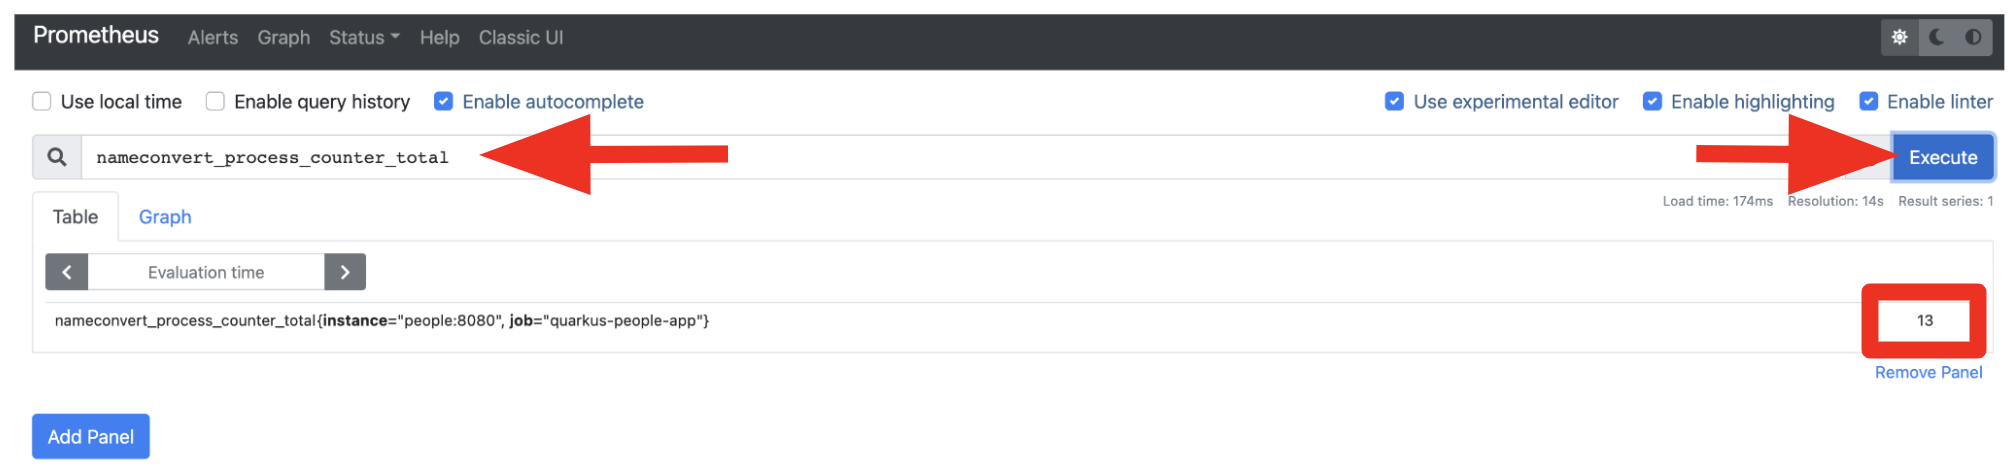 Prometheus Alerts Graph Status Help Classic UI
Use local time Enable query history Enable autocomplete Use experimental editor Enable highlighting Enable linter
nameconvert_process_counter_total Execute
Load time: 174ms Resolution: 14s Result series: 1
Table Graph
Evaluation time
nameconvert_process_counter_total{instance="people:8080", job="quarkus-people-app"} 13
Remove Panel
Add Panel